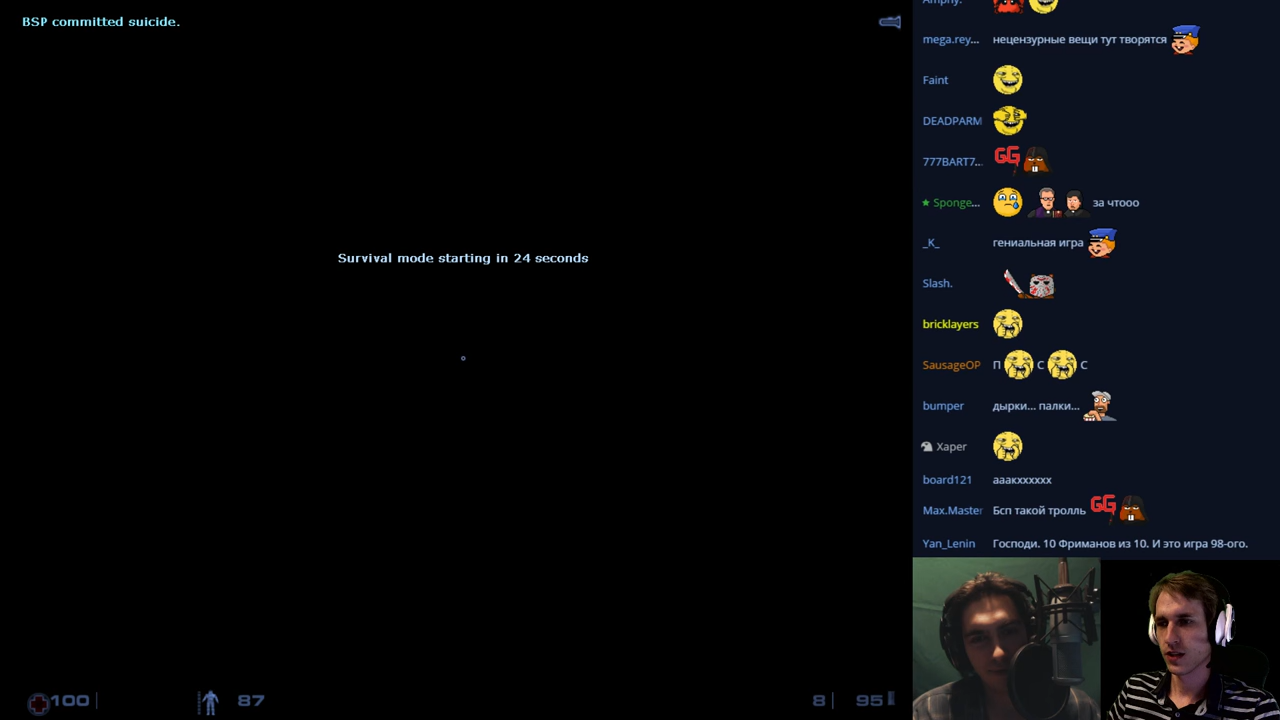 BSP committed suicide.
Survival mode starting in 24 seconds
100
87
8
95
mega.rey... нецензурные вещи тут творятся
Faint
DEADPARM
777BART7... GG
Sponge... за чтооо
_K_ гениальная игра
Slash.
bricklayers
SausageOP П С С
bumper дырки... палки...
Xaper
board121 ааакххххх
Max.Master Бсп такой тролль GG
Yan_Lenin Господи. 10 Фриманов из 10. И это игра 98-ого.